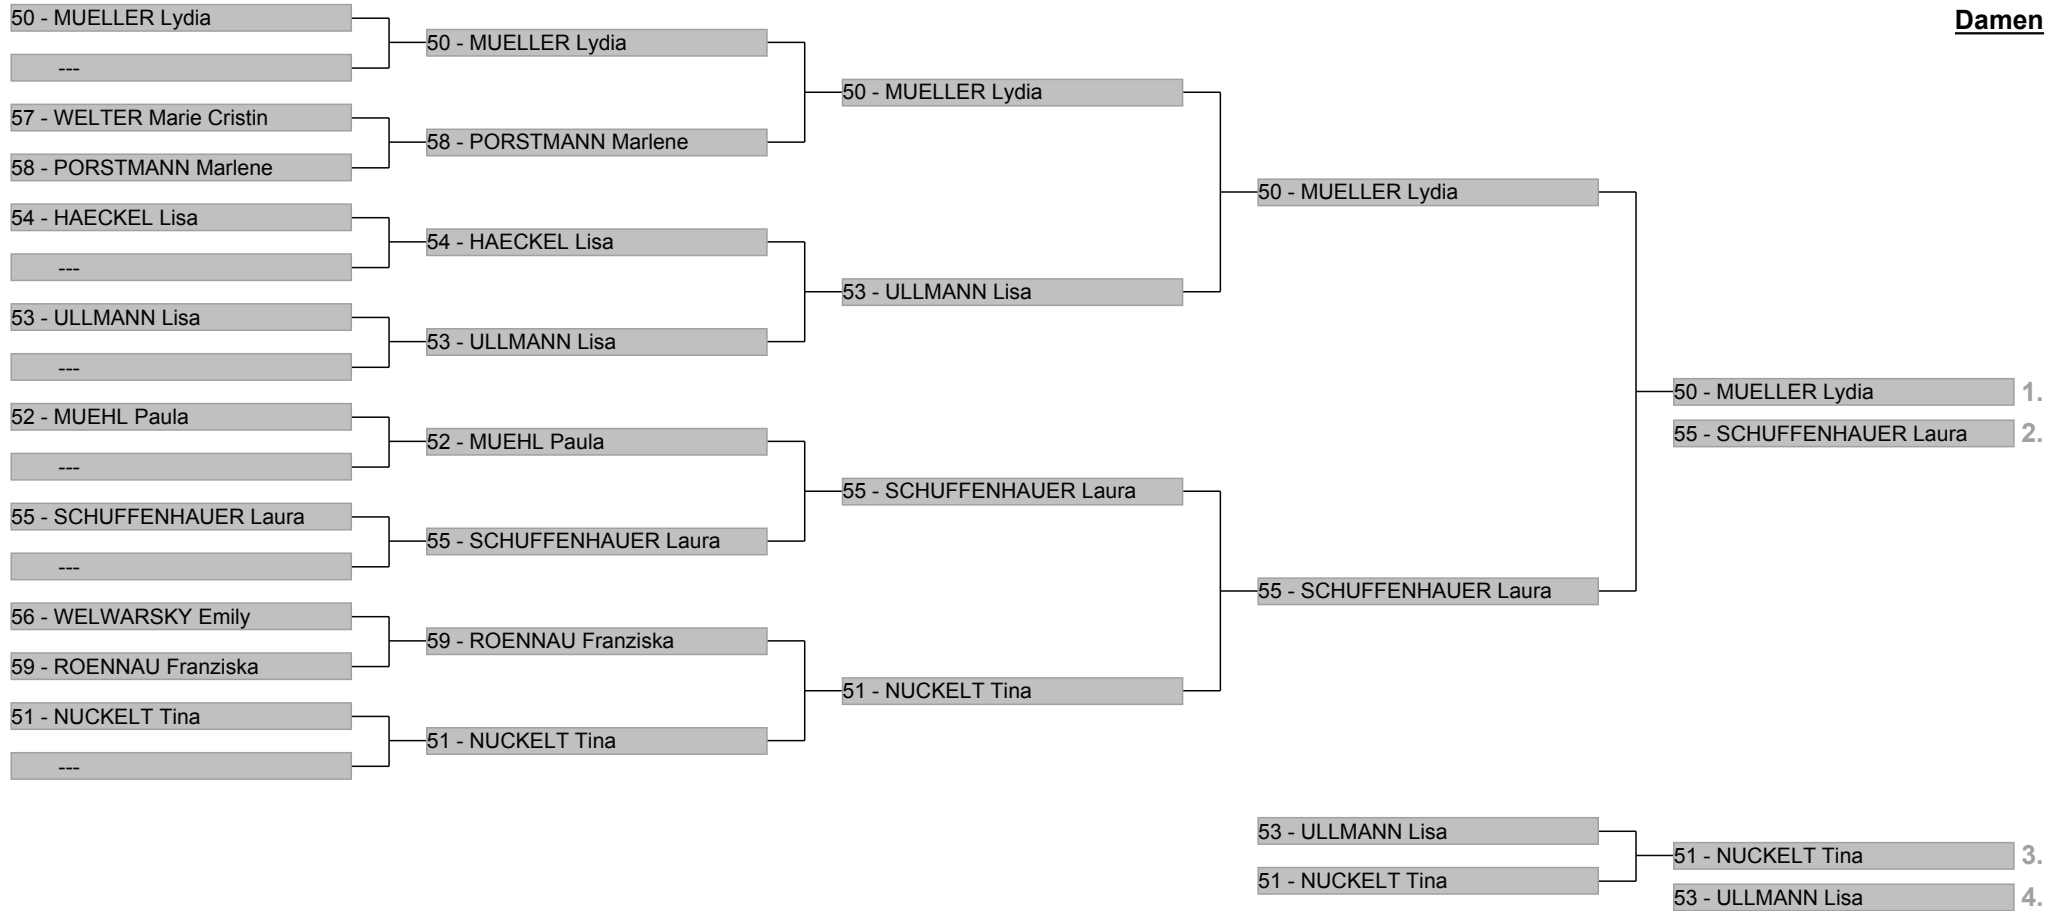 Damen
50 - MUELLER Lydia
---
57 - WELTER Marie Cristin
58 - PORSTMANN Marlene
54 - HAECKEL Lisa
---
53 - ULLMANN Lisa
---
52 - MUEHL Paula
---
55 - SCHUFFENHAUER Laura
---
56 - WELWARSKY Emily
59 - ROENNAU Franziska
51 - NUCKELT Tina
---
50 - MUELLER Lydia
58 - PORSTMANN Marlene
54 - HAECKEL Lisa
53 - ULLMANN Lisa
52 - MUEHL Paula
55 - SCHUFFENHAUER Laura
59 - ROENNAU Franziska
51 - NUCKELT Tina
50 - MUELLER Lydia
53 - ULLMANN Lisa
55 - SCHUFFENHAUER Laura
51 - NUCKELT Tina
50 - MUELLER Lydia
55 - SCHUFFENHAUER Laura
50 - MUELLER Lydia 1.
55 - SCHUFFENHAUER Laura 2.
53 - ULLMANN Lisa
51 - NUCKELT Tina
51 - NUCKELT Tina 3.
53 - ULLMANN Lisa 4.